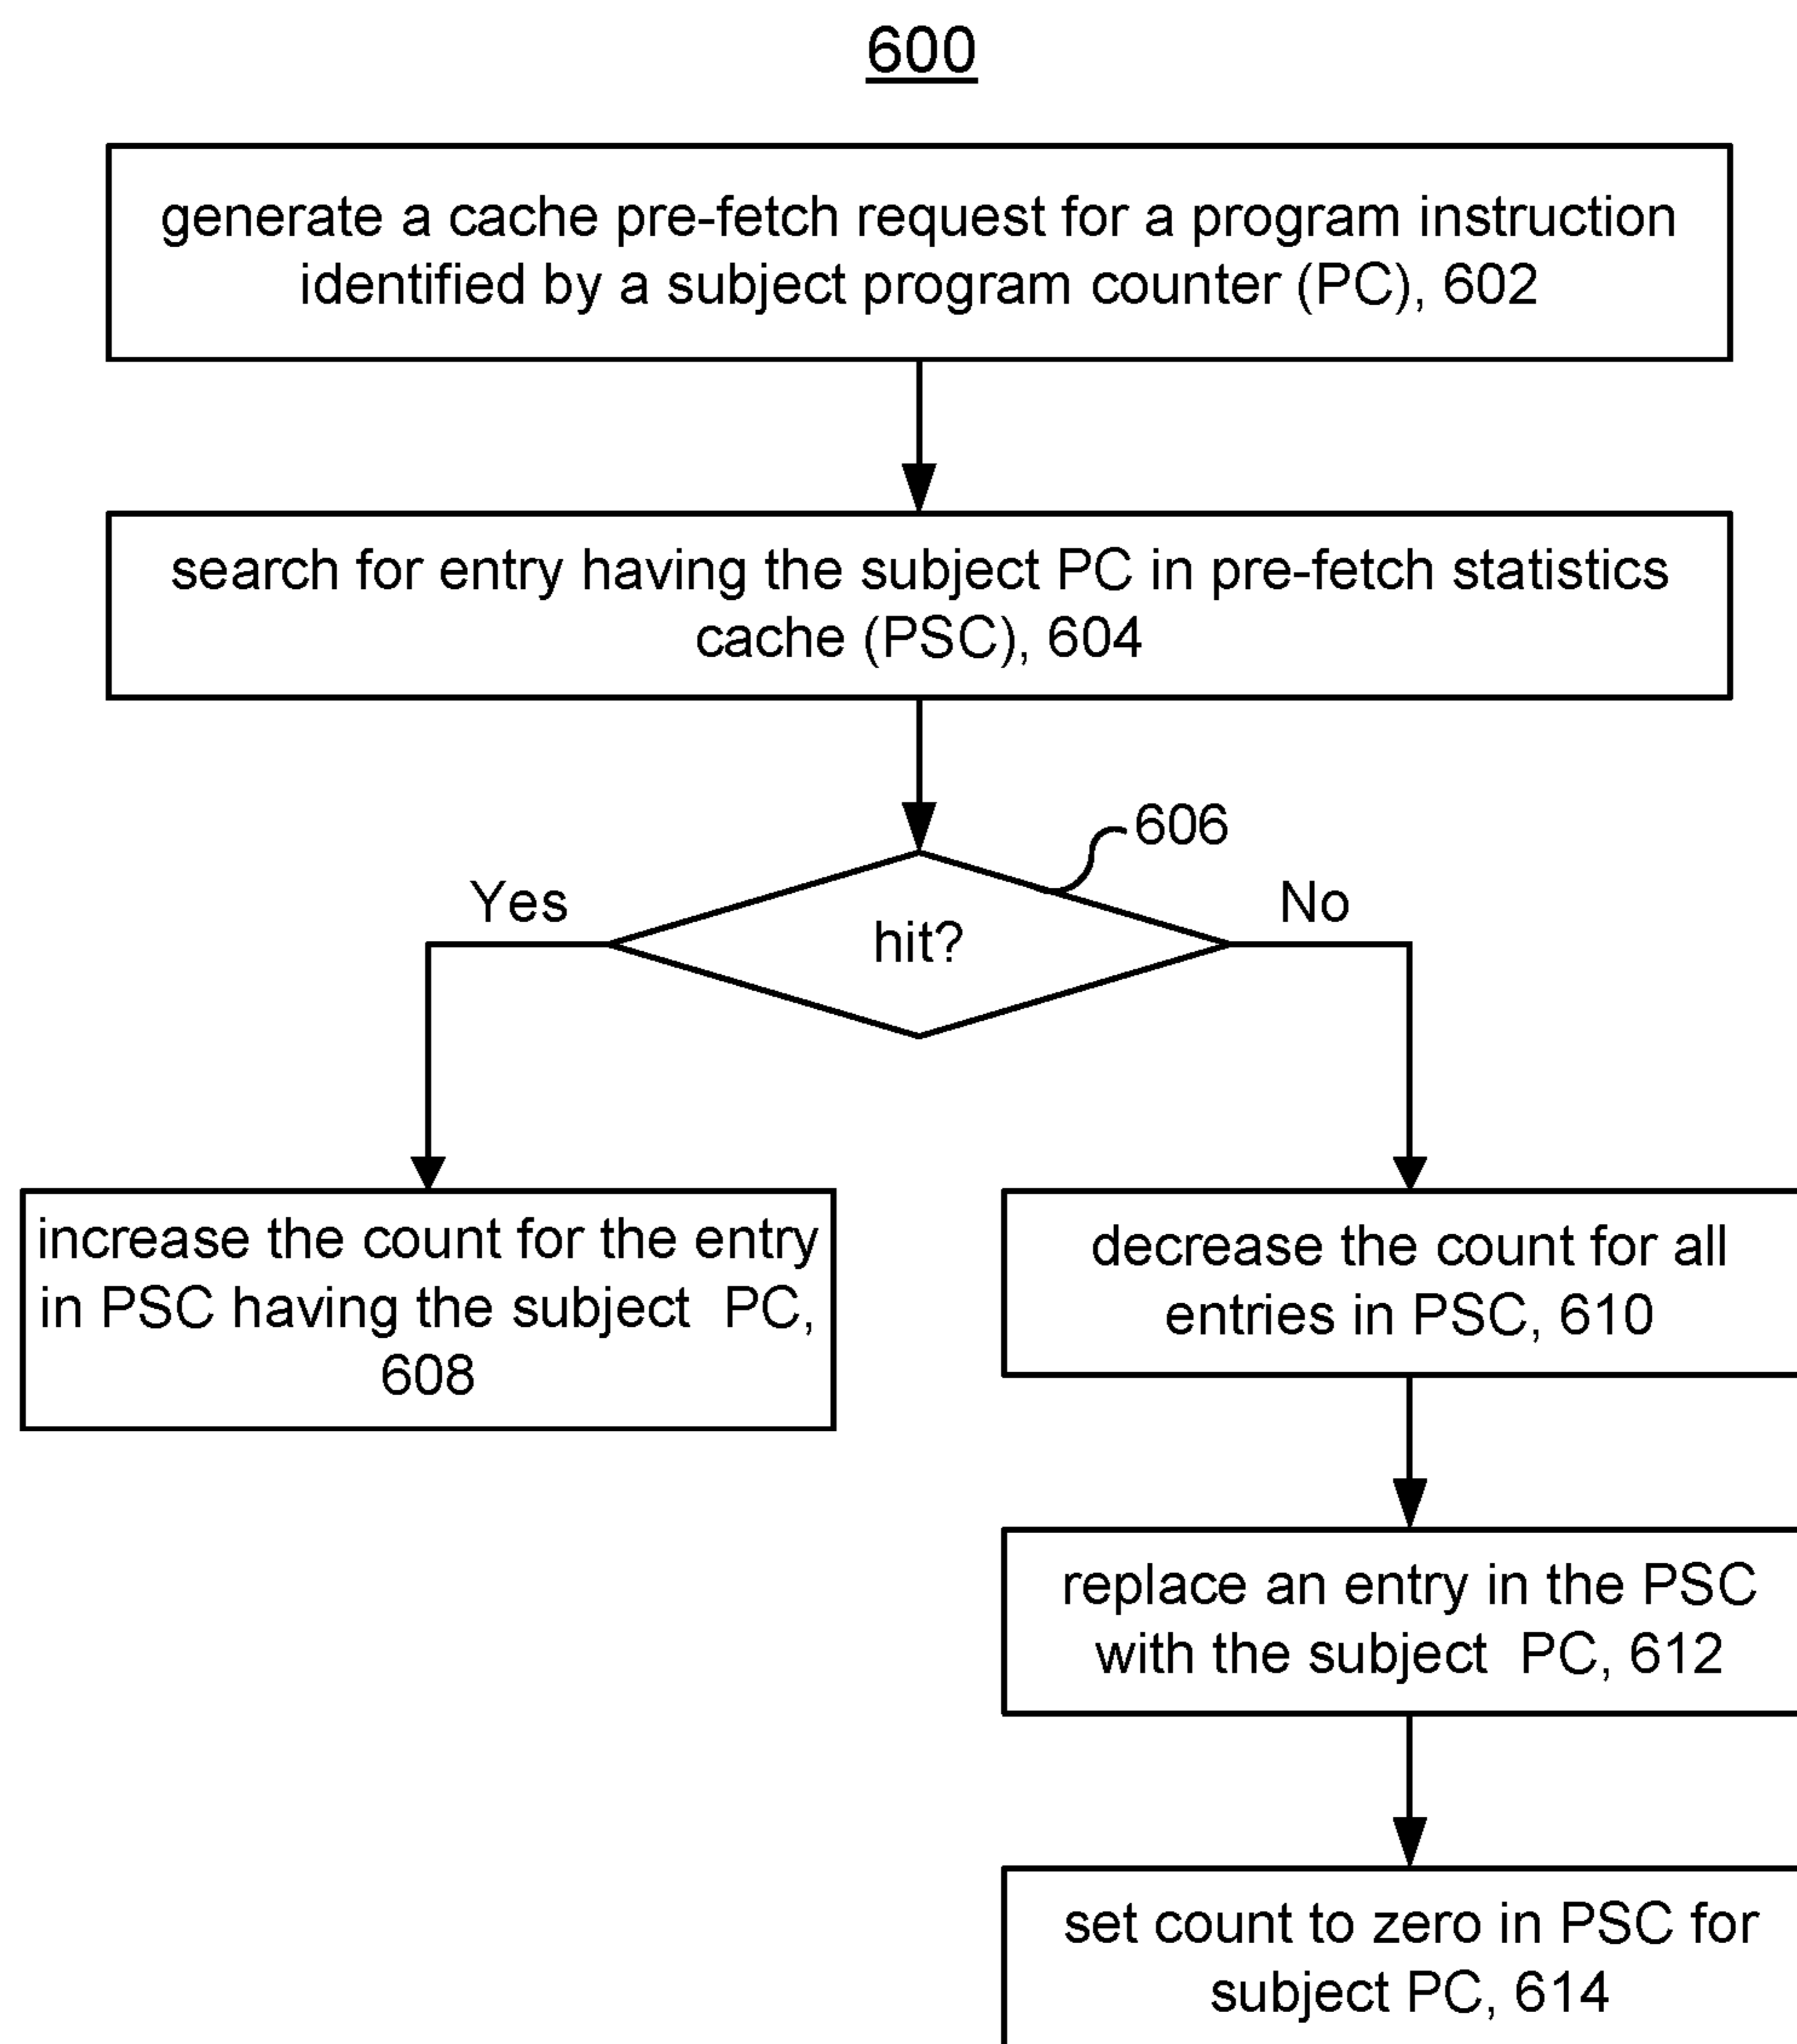 600
generate a cache pre-fetch request for a program instruction
identified by a subject program counter (PC), 602
search for entry having the subject PC in pre-fetch statistics
cache (PSC), 604
606
Yes
hit?
No
increase the count for the entry
in PSC having the subject PC,
608
decrease the count for all
entries in PSC, 610
replace an entry in the PSC
with the subject PC, 612
set count to zero in PSC for
subject PC, 614